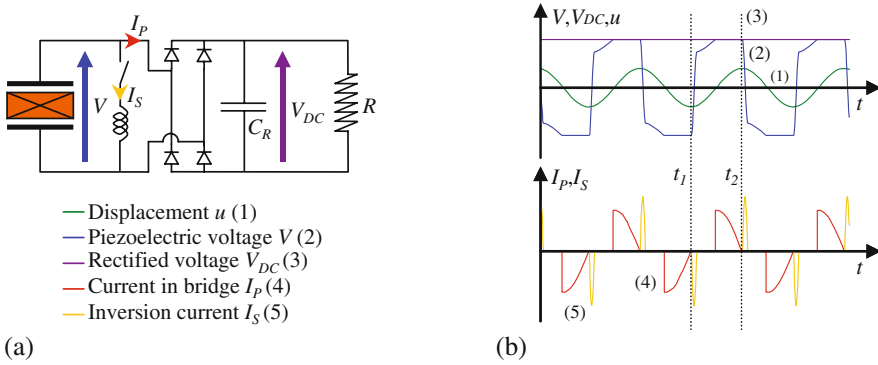 I_P
I_S
V
C_R
V_DC
R
Displacement u (1)
Piezoelectric voltage V (2)
Rectified voltage V_DC (3)
Current in bridge I_P (4)
Inversion current I_S (5)
(a)
V,V_DC,u
(3)
(2)
(1)
t
t_1
t_2
I_P,I_S
t
(4)
(5)
(b)